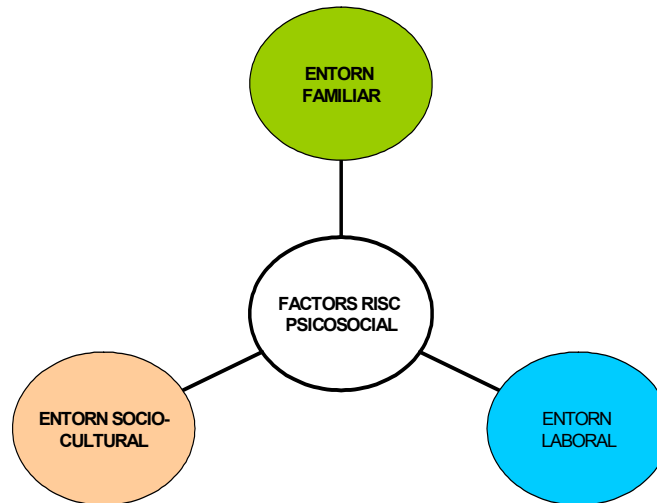 ENTORN
FAMILIAR
FACTORS RISC
PSICOSOCIAL
ENTORN SOCIO-
CULTURAL
ENTORN
LABORAL